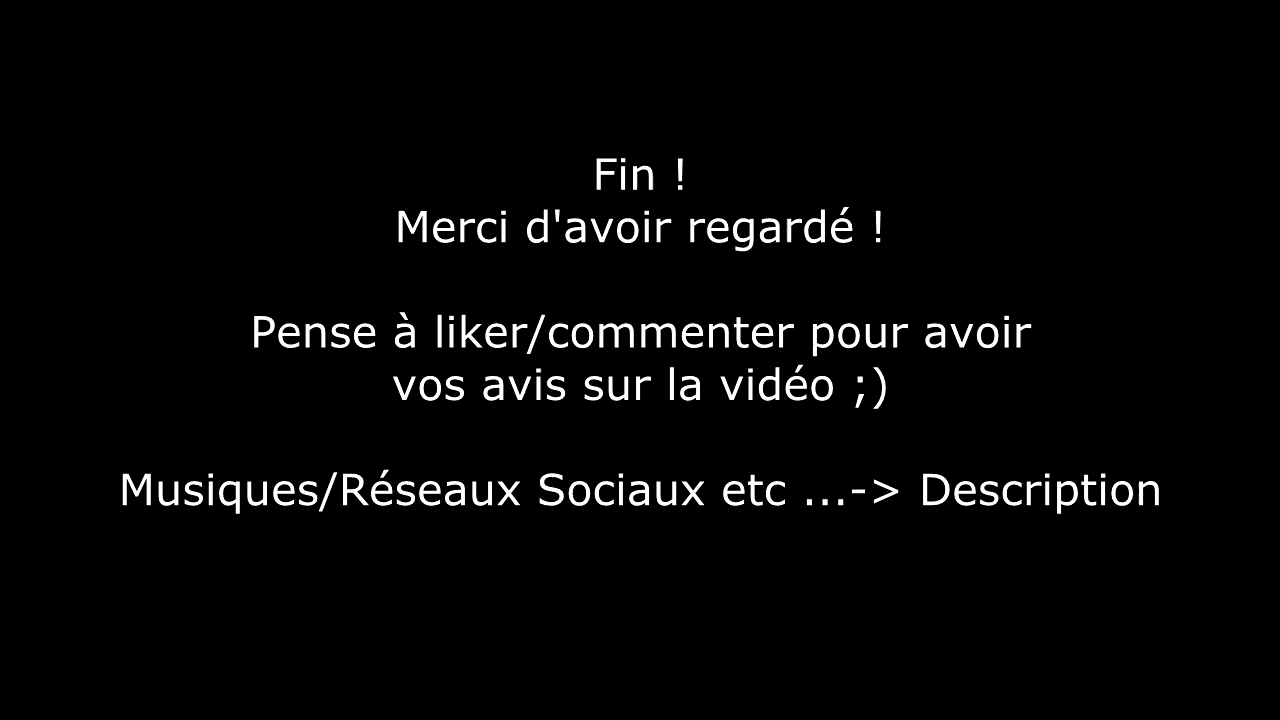 Fin !
Merci d'avoir regardé !
Pense à liker/commenter pour avoir
vos avis sur la vidéo ;)
Musiques/Réseaux Sociaux etc ...-> Description